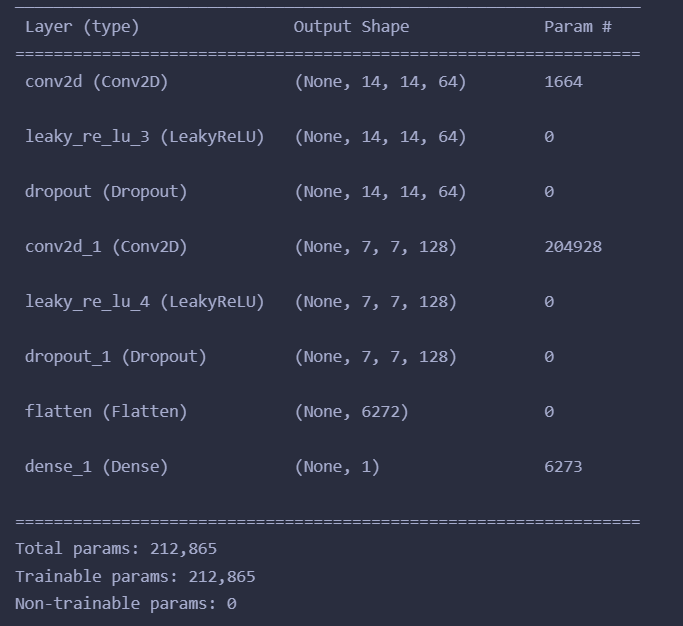 Layer (type) Output Shape Param #
=================================================================
conv2d (Conv2D) (None, 14, 14, 64) 1664
leaky_re_lu_3 (LeakyReLU) (None, 14, 14, 64) 0
dropout (Dropout) (None, 14, 14, 64) 0
conv2d_1 (Conv2D) (None, 7, 7, 128) 204928
leaky_re_lu_4 (LeakyReLU) (None, 7, 7, 128) 0
dropout_1 (Dropout) (None, 7, 7, 128) 0
flatten (Flatten) (None, 6272) 0
dense_1 (Dense) (None, 1) 6273
=================================================================
Total params: 212,865
Trainable params: 212,865
Non-trainable params: 0